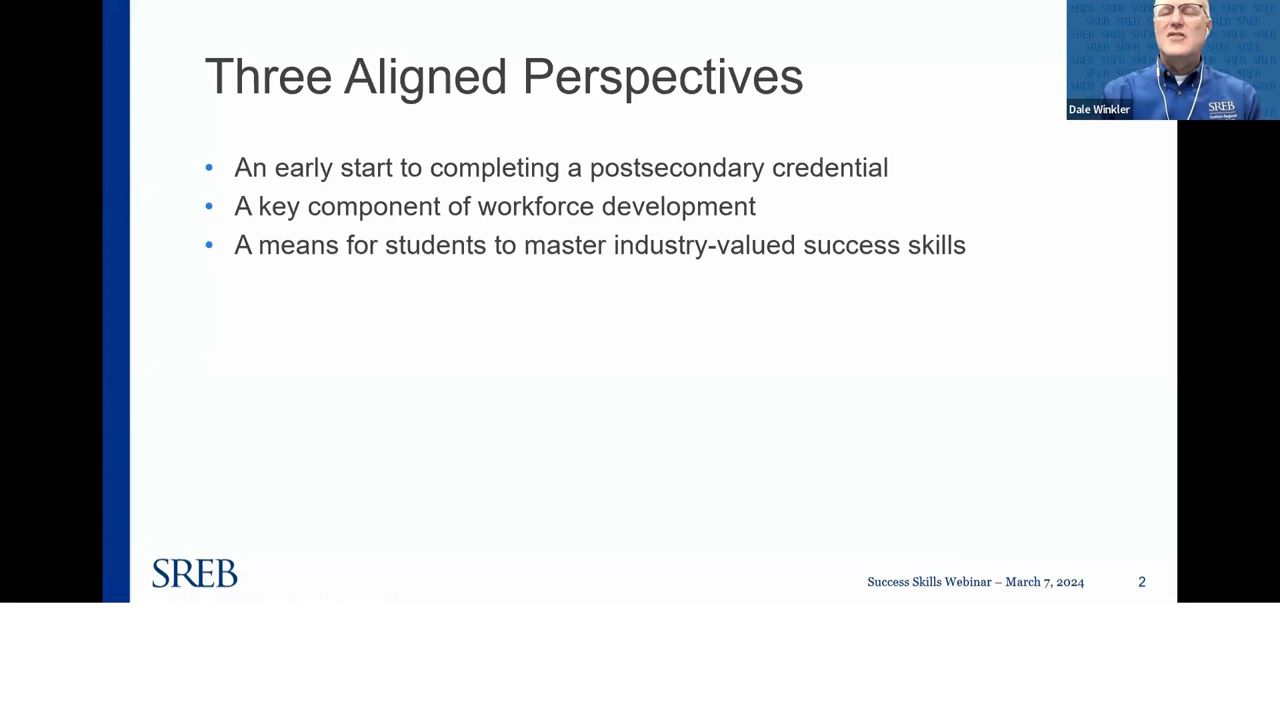 Three Aligned Perspectives
Dale Winkler
SREB
• An early start to completing a postsecondary credential
• A key component of workforce development
• A means for students to master industry-valued success skills
SREB
Success Skills Webinar – March 7, 2024
2